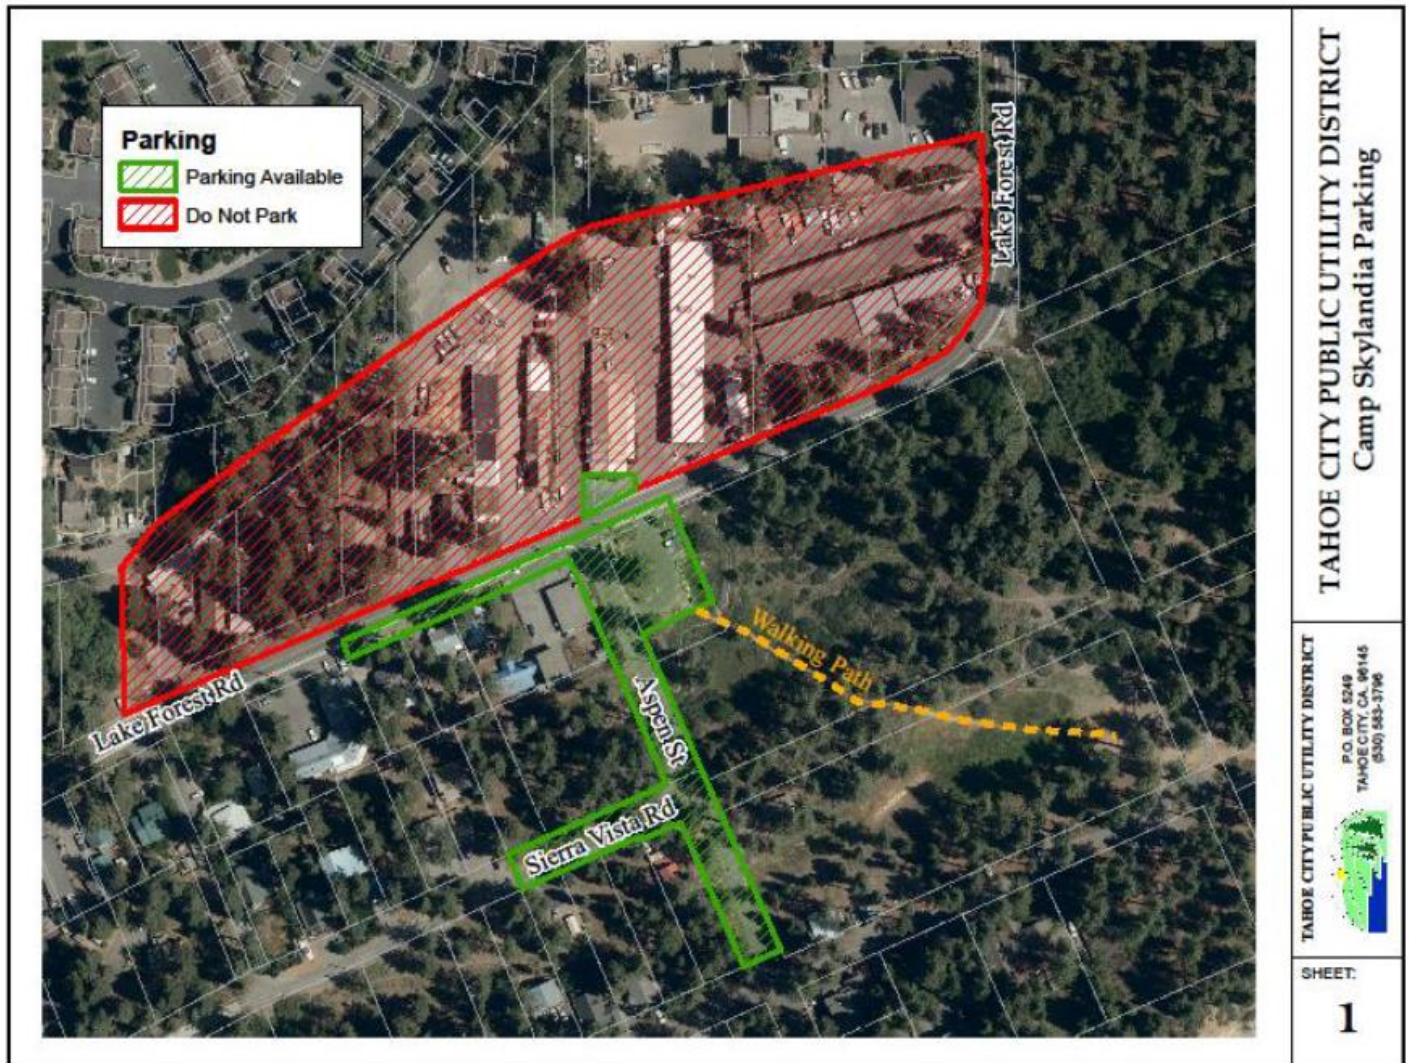 Parking
Parking Available
Do Not Park
Lake Forest Rd
Lake Forest Rd
Walking Path
Aspen St
Sierra Vista Rd
TAHOE CITY PUBLIC UTILITY DISTRICT
Camp Skylandia Parking
TAHOE CITY PUBLIC UTILITY DISTRICT
P.O. BOX 5249
TAHOE CITY, CA. 96145
(530) 583-3796
SHEET:
1